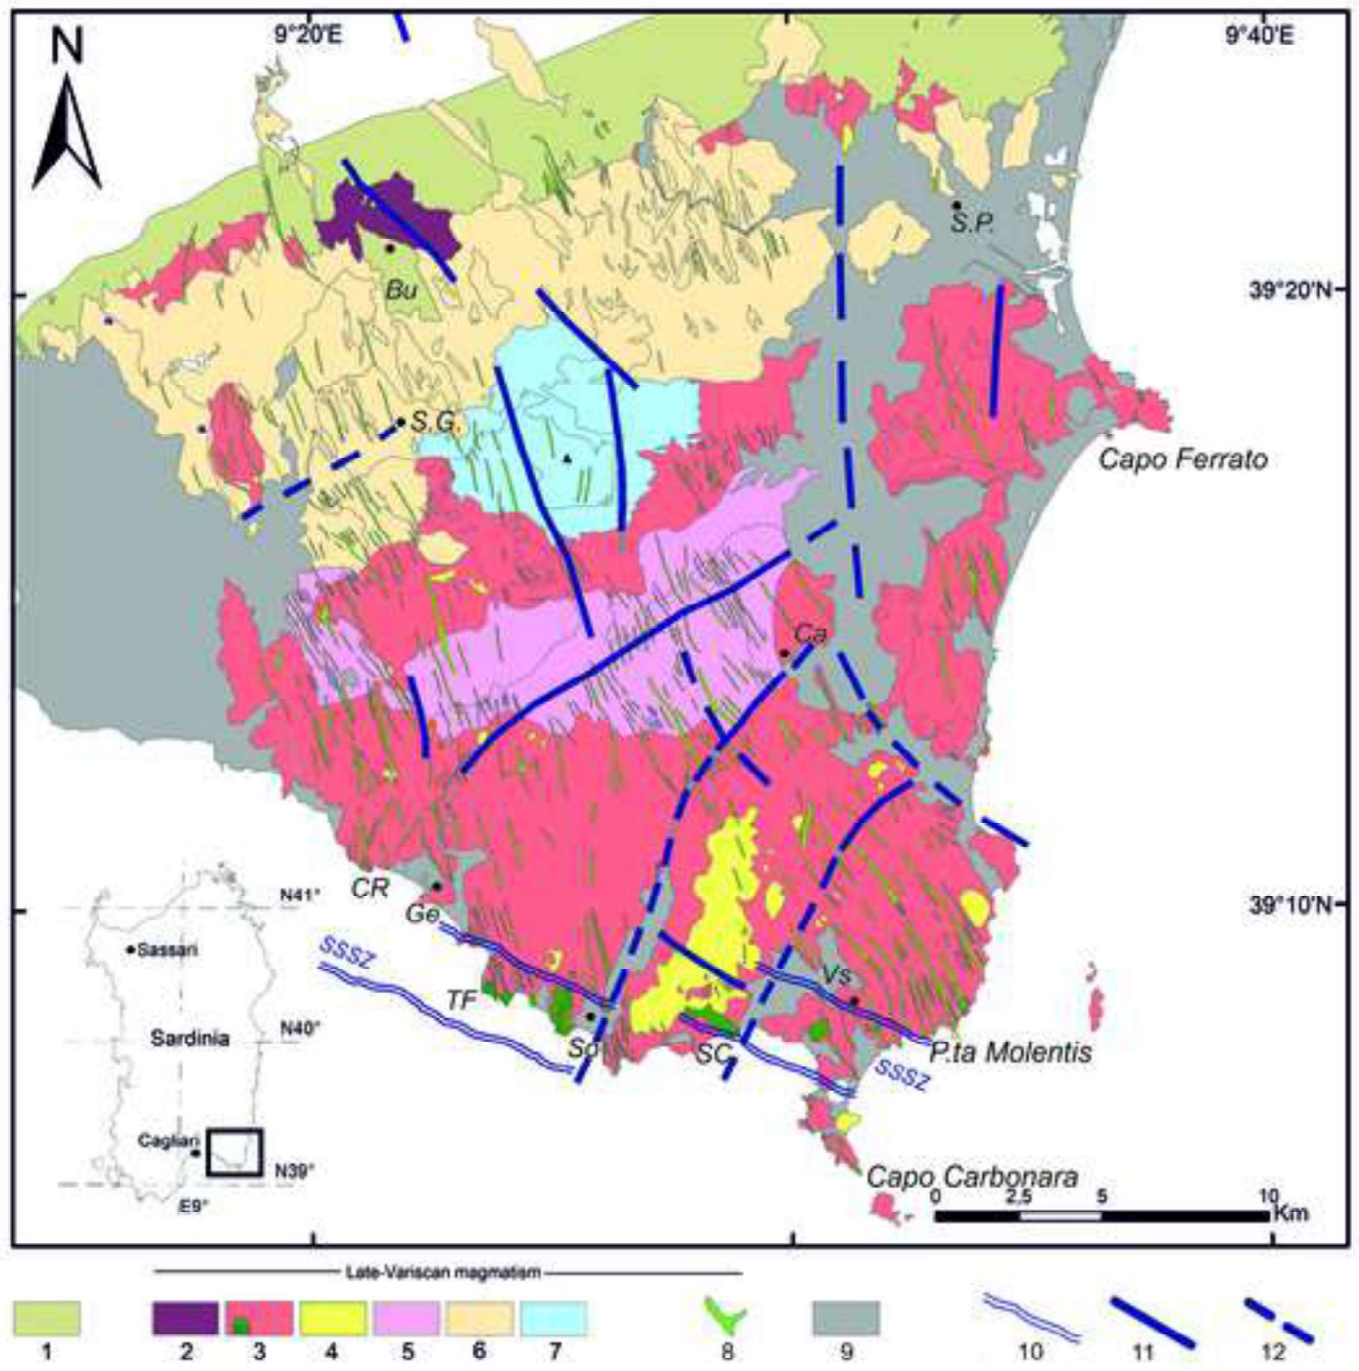 9°20'E
9°40'E
N
S.P.
Bu
39°20'N
S.G.
Capo Ferrato
Ca
CR
Ge
39°10'N
N41°
Sassari
SSSZ
TF
Vs
Sardinia
N40°
So
SC
P.ta Molentis
SSSZ
Cagliari
N39°
E9°
Capo Carbonara
0 2,5 5 10 Km
Late-Variscan magmatism
1 2 3 4 5 6 7 8 9 10 11 12